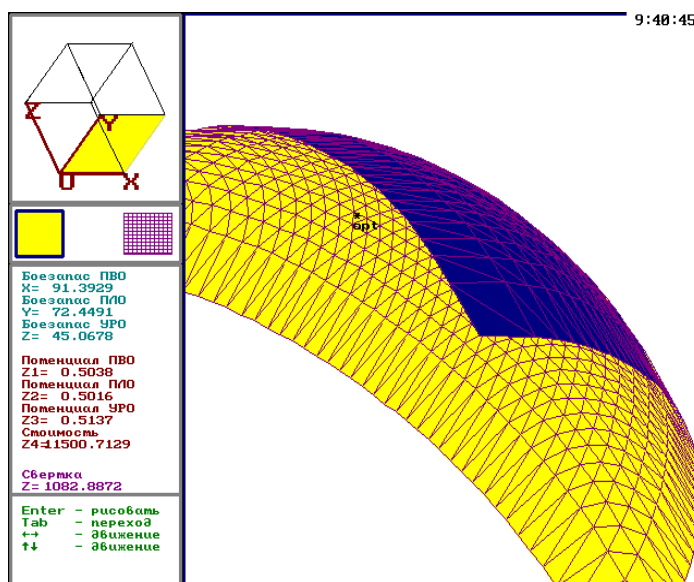 9:40:45
Z
Y
0
X
opt
Боезапас ПВО
X= 91.3929
Боезапас ПЛО
Y= 72.4491
Боезапас УРО
Z= 45.0678
Потенциал ПВО
Z1= 0.5038
Потенциал ПЛО
Z2= 0.5016
Потенциал УРО
Z3= 0.5137
Стоимость
Z4=11500.7129
Свертка
Z= 1082.8872
Enter - рисовать
Tab - переход
←→ - движение
↑↓ - движение